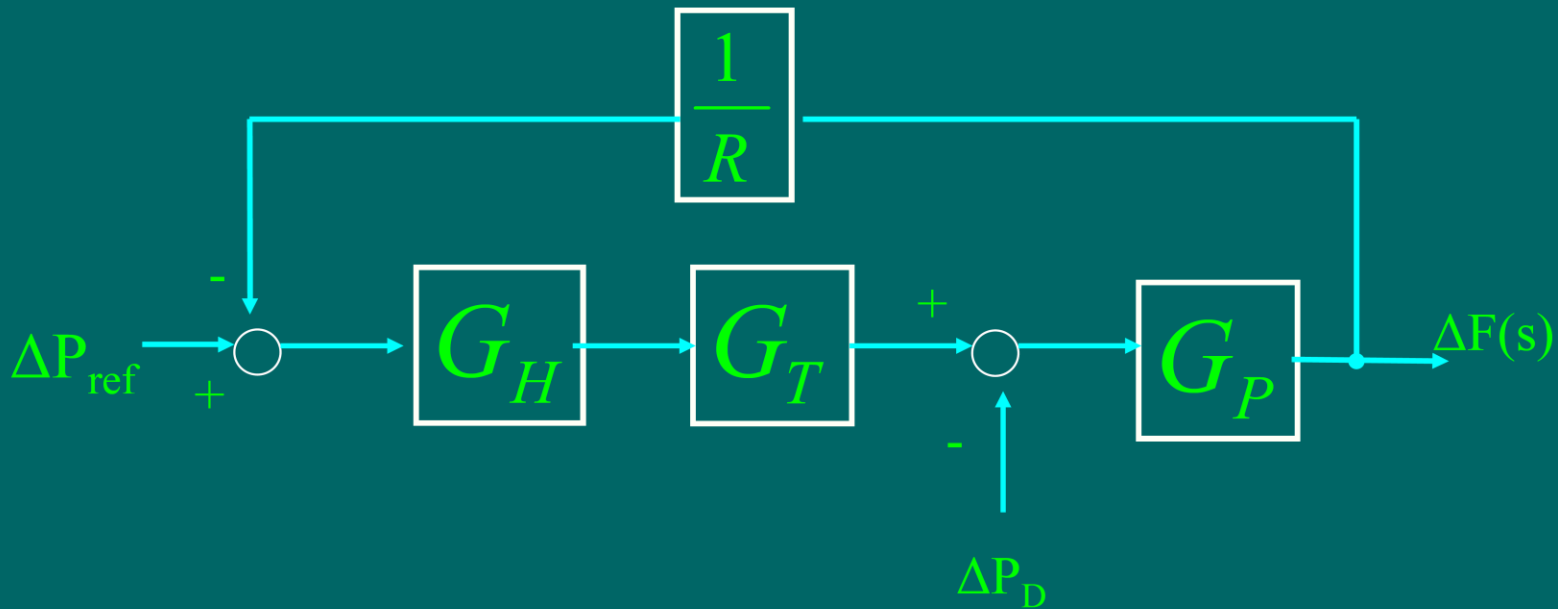 1
R
-
+
ΔP_ref
G_H
G_T
+
-
ΔP_D
G_P
ΔF(s)